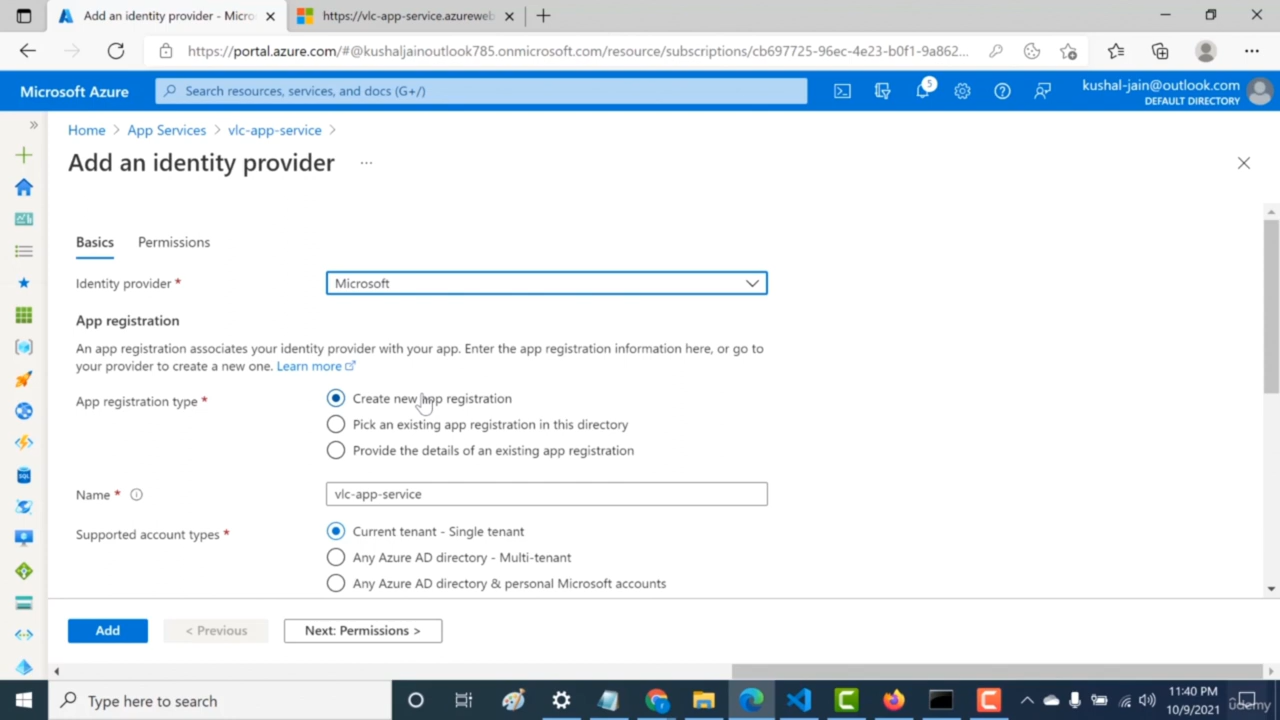 Add an identity provider - Micro
https://vlc-app-service.azureweb
https://portal.azure.com/#@kushaljainoutlook785.onmicrosoft.com/resource/subscriptions/cb697725-96ec-4e23-b0f1-9a862...
Microsoft Azure
Search resources, services, and docs (G+/)
5
kushal-jain@outlook.com
DEFAULT DIRECTORY
Home > App Services > vlc-app-service >
Add an identity provider ...
Basics Permissions
Identity provider *
Microsoft
App registration
An app registration associates your identity provider with your app. Enter the app registration information here, or go to
your provider to create a new one. Learn more
App registration type *
Create new app registration
Pick an existing app registration in this directory
Provide the details of an existing app registration
Name *
vlc-app-service
Supported account types *
Current tenant - Single tenant
Any Azure AD directory - Multi-tenant
Any Azure AD directory & personal Microsoft accounts
Add
< Previous
Next: Permissions >
Type here to search
11:40 PM
10/9/2021
ûdemy